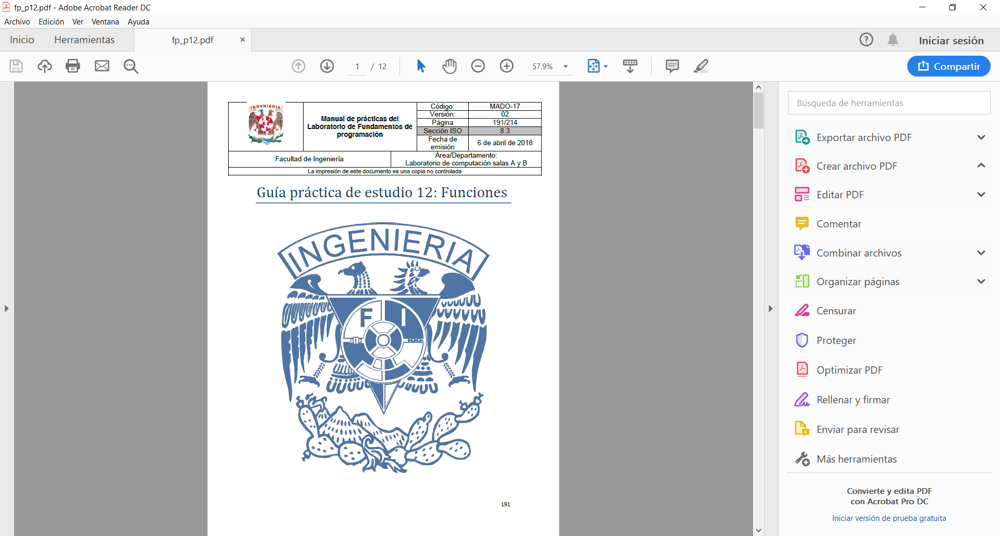 fp_p12.pdf - Adobe Acrobat Reader DC
Archivo Edición Ver Ventana Ayuda
Inicio Herramientas fp_p12.pdf × Iniciar sesión
1 / 12 57.9% Compartir
INGENIERIA
F I
Manual de prácticas del
Laboratorio de Fundamentos de
programación
Código: MADO-17
Versión: 02
Página 191/214
Sección ISO 8.3
Fecha de
emisión
6 de abril de 2018
Facultad de Ingeniería
Área/Departamento:
Laboratorio de computación salas A y B
La impresión de este documento es una copia no controlada
Guía práctica de estudio 12: Funciones
INGENIERIA
F I
191
Búsqueda de herramientas
Exportar archivo PDF
Crear archivo PDF
Editar PDF
Comentar
Combinar archivos
Organizar páginas
Censurar
Proteger
Optimizar PDF
Rellenar y firmar
Enviar para revisar
Más herramientas
Convierte y edita PDF
con Acrobat Pro DC
Iniciar versión de prueba gratuita